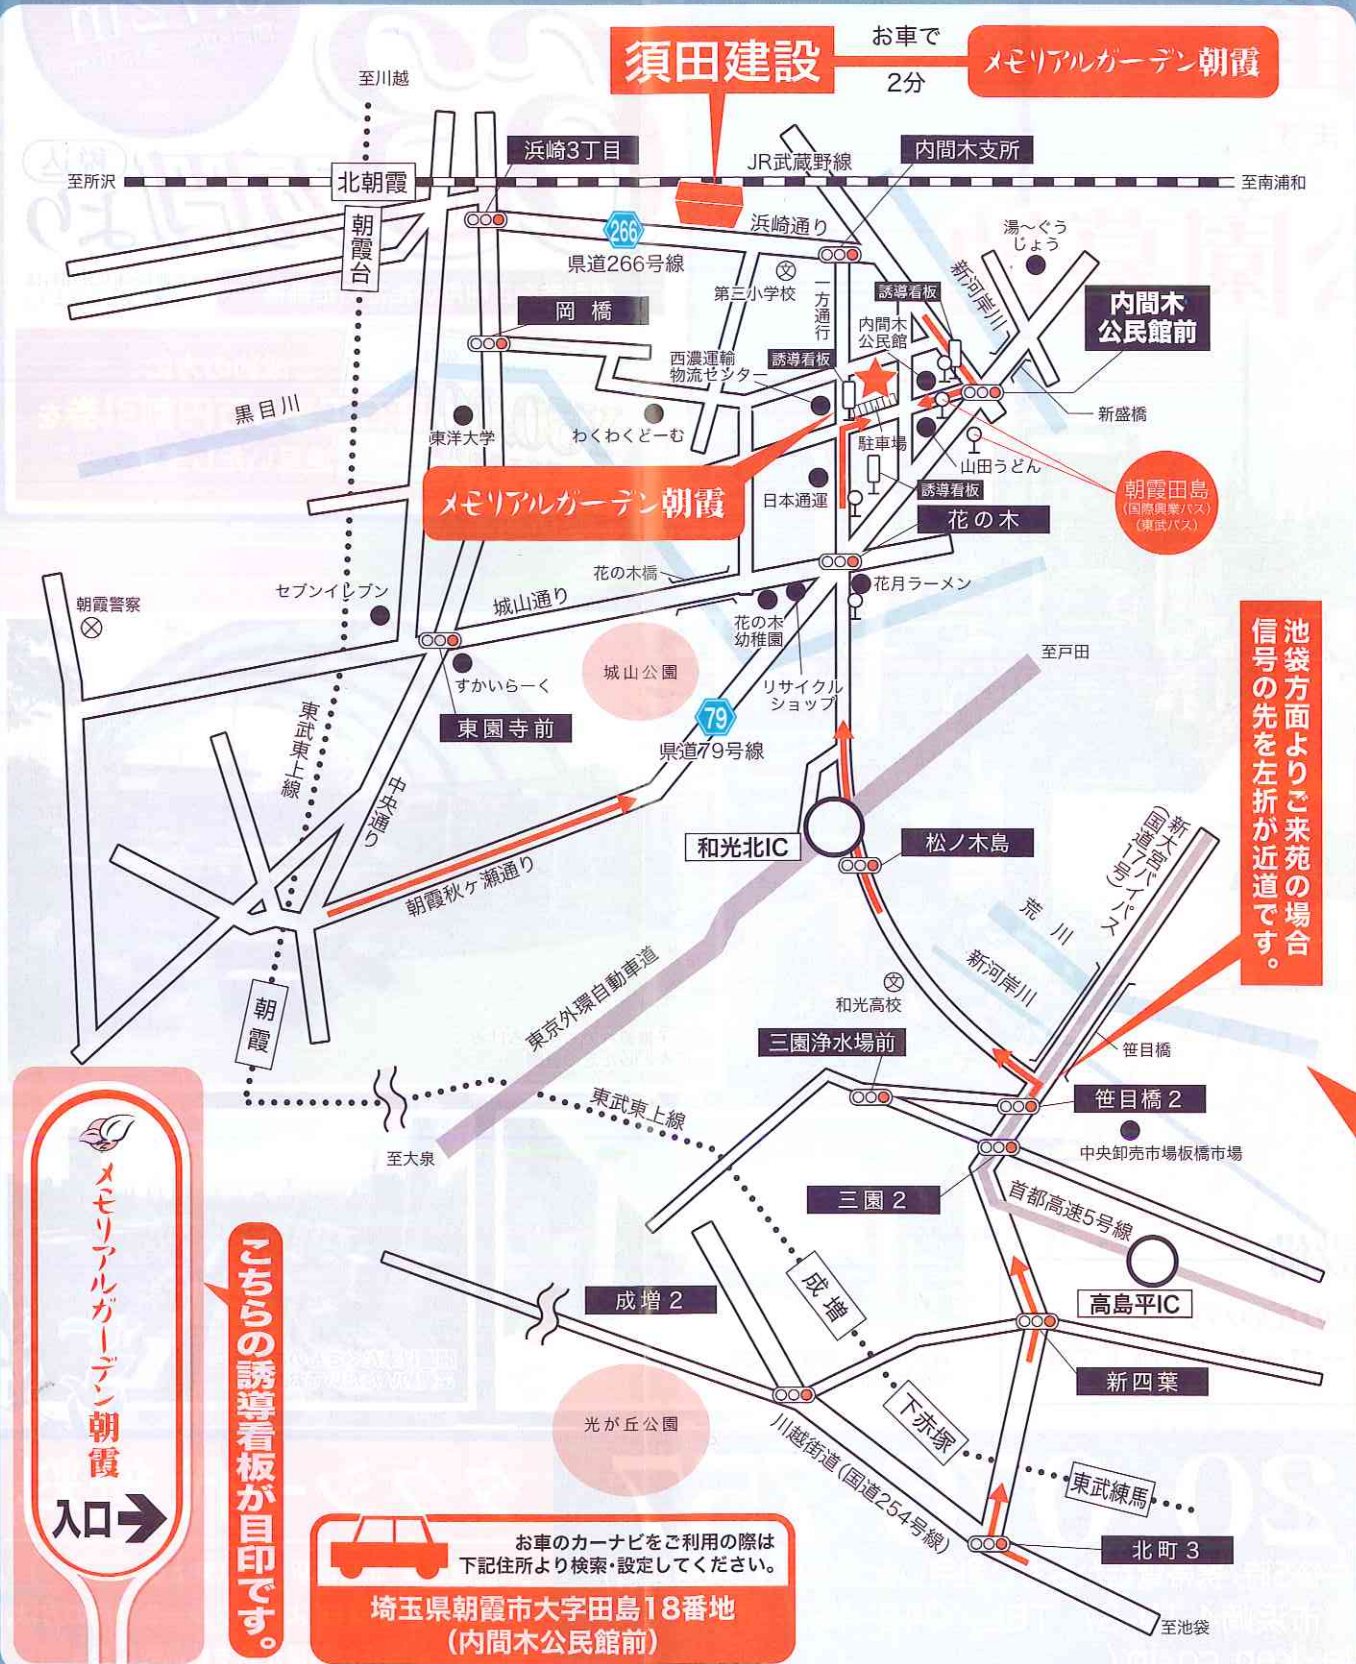 須田建設
お車で
2分
メモリアルガーデン朝霞
至川越
浜崎3丁目
JR武蔵野線
内間木支所
至所沢
北朝霞
至南浦和
朝霞台
266
県道266号線
浜崎通り
湯〜ぐう
じょう
新河岸川
第三小学校
一方通行
誘導看板
内間木
公民館
内間木
公民館前
岡橋
西濃運輸
物流センター
誘導看板
新盛橋
黒目川
東洋大学
わくわくどーむ
駐車場
山田うどん
メモリアルガーデン朝霞
日本通運
誘導看板
朝霞田島
(国際興業バス)
(東武バス)
花の木
花の木橋
花月ラーメン
セブンイレブン
城山通り
朝霞警察
花の木
幼稚園
城山公園
リサイクル
ショップ
至戸田
すかいらーく
東園寺前
79
県道79号線
東武東上線
中央通り
池袋方面よりご来苑の場合
信号の先を左折が近道です。
和光北IC
松ノ木島
新大宮バイパス
(国道17号)
朝霞秋ヶ瀬通り
荒川
新河岸川
和光高校
東京外環自動車道
朝霞
三園浄水場前
笹目橋
笹目橋2
東武東上線
中央卸売市場板橋市場
至大泉
三園2
首都高速5号線
成増
高島平IC
成増2
新四葉
光が丘公園
下赤塚
川越街道(国道254号線)
東武練馬
北町3
至池袋
メモリアルガーデン朝霞
入口
こちらの誘導看板が目印です。
お車のカーナビをご利用の際は
下記住所より検索・設定してください。
埼玉県朝霞市大字田島18番地
(内間木公民館前)